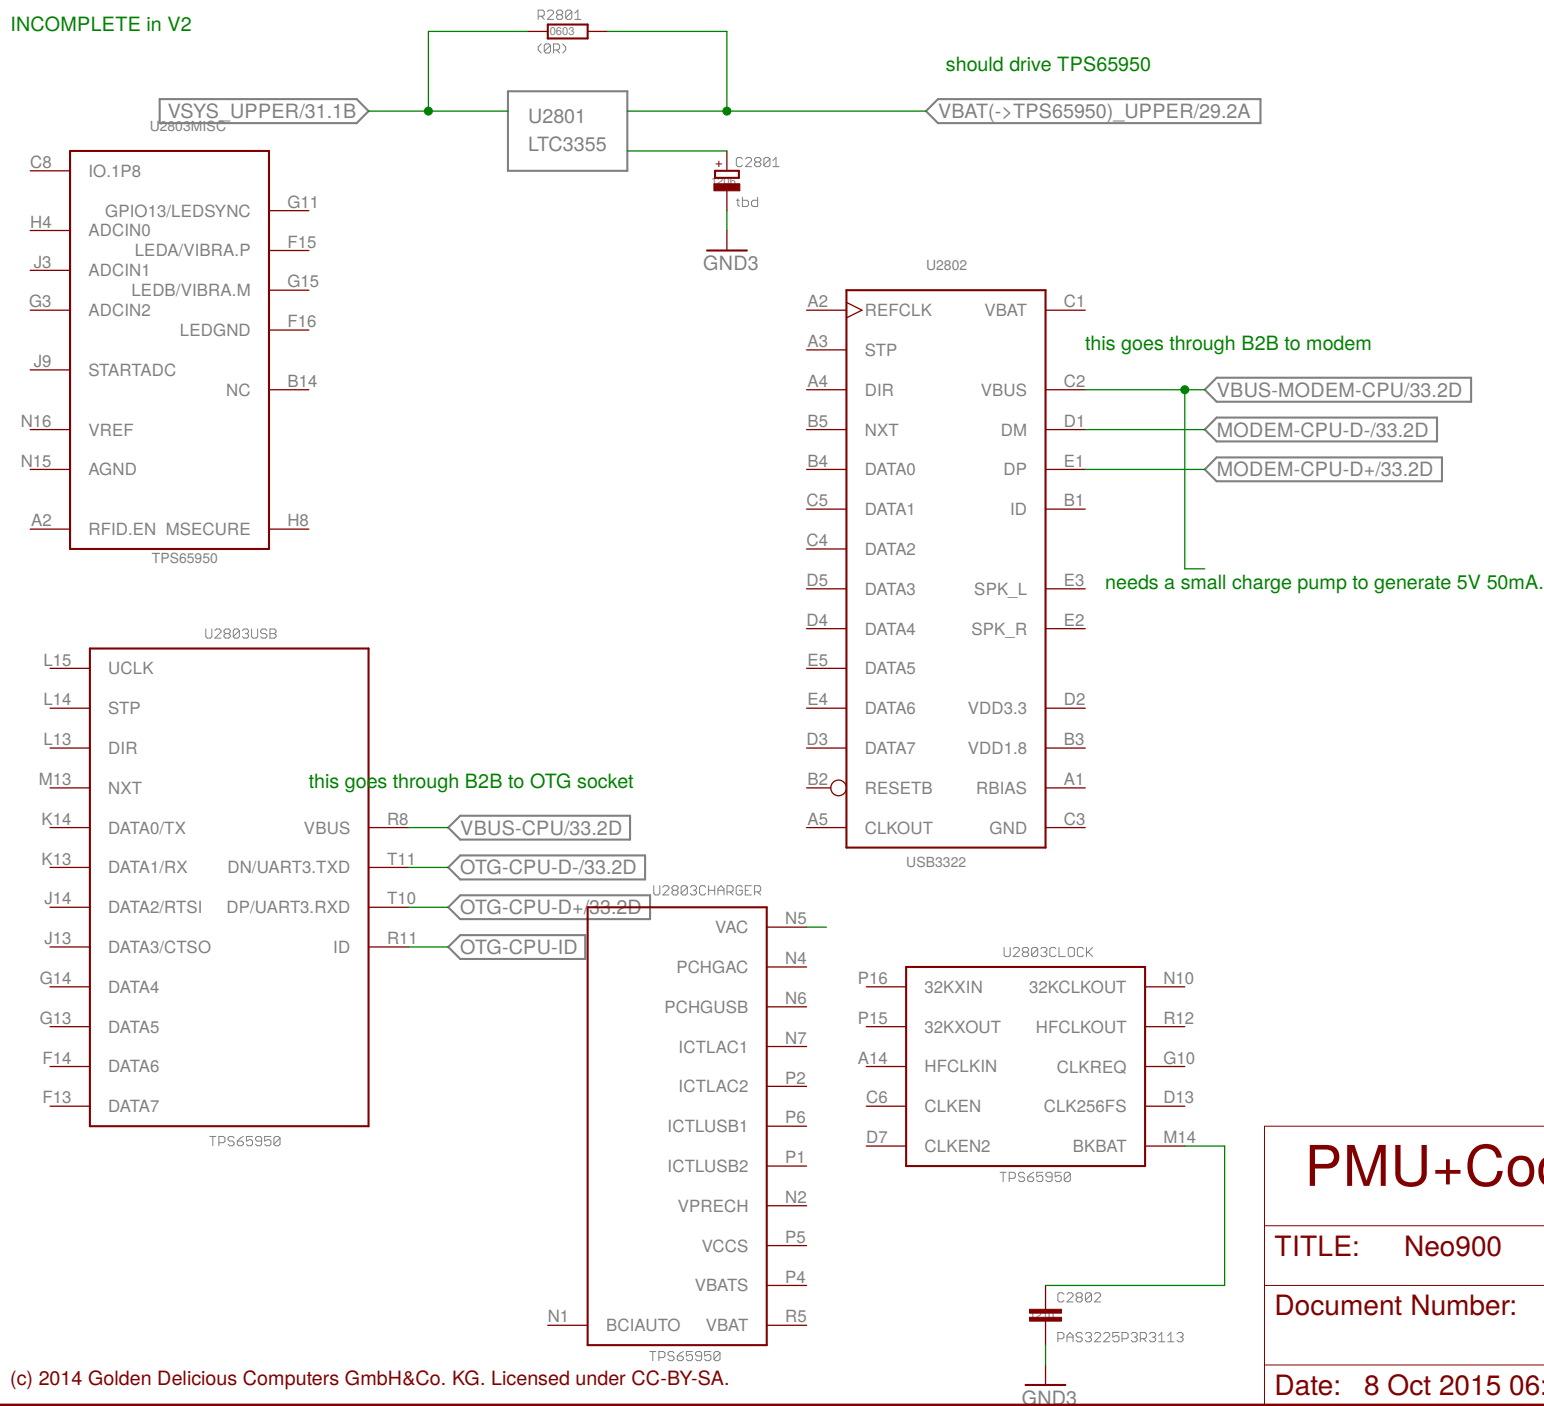 INCOMPLETE in V2
R2801
0603
(0R)
should drive TPS65950
VSYS_UPPER/31.1B
U2801
LTC3355
VBAT(->TPS65950)_UPPER/29.2A
C2801
tbd
GND3
U2803MISC
C8 IO.1P8
GPIO13/LEDSYNC G11
H4 ADCIN0
LEDA/VIBRA.P F15
J3 ADCIN1
LEDB/VIBRA.M G15
G3 ADCIN2
LEDGND F16
J9 STARTADC
NC B14
N16 VREF
N15 AGND
A2 RFID.EN MSECURE H8
TPS65950
U2802
A2 REFCLK VBAT C1
this goes through B2B to modem
A3 STP
A4 DIR VBUS C2 VBUS-MODEM-CPU/33.2D
B5 NXT DM D1 MODEM-CPU-D-/33.2D
B4 DATA0 DP E1 MODEM-CPU-D+/33.2D
C5 DATA1 ID B1
C4 DATA2
D5 DATA3 SPK_L E3
needs a small charge pump to generate 5V 50mA.
D4 DATA4 SPK_R E2
E5 DATA5
E4 DATA6 VDD3.3 D2
D3 DATA7 VDD1.8 B3
B2 RESETB RBIAS A1
A5 CLKOUT GND C3
USB3322
U2803USB
L15 UCLK
L14 STP
L13 DIR
M13 NXT
this goes through B2B to OTG socket
K14 DATA0/TX VBUS R8 VBUS-CPU/33.2D
K13 DATA1/RX DN/UART3.TXD T11 OTG-CPU-D-/33.2D
J14 DATA2/RTSI DP/UART3.RXD T10 OTG-CPU-D+/33.2D
J13 DATA3/CTSO ID R11 OTG-CPU-ID
G14 DATA4
G13 DATA5
F14 DATA6
F13 DATA7
TPS65950
U2803CHARGER
VAC N5
PCHGAC N4
PCHGUSB N6
ICTLAC1 N7
ICTLAC2 P2
ICTLUSB1 P6
ICTLUSB2 P1
VPRECH N2
VCCS P5
VBATS P4
N1 BCIAUTO VBAT R5
TPS65950
U2803CLOCK
P16 32KXIN 32KCLKOUT N10
P15 32KXOUT HFCLKOUT R12
A14 HFCLKIN CLKREQ G10
C6 CLKEN CLK256FS D13
D7 CLKEN2 BKBAT M14
TPS65950
C2802
PAS3225P3R3113
GND3
PMU+Coo
TITLE: Neo900
Document Number:
Date: 8 Oct 2015 06:
(c) 2014 Golden Delicious Computers GmbH&Co. KG. Licensed under CC-BY-SA.